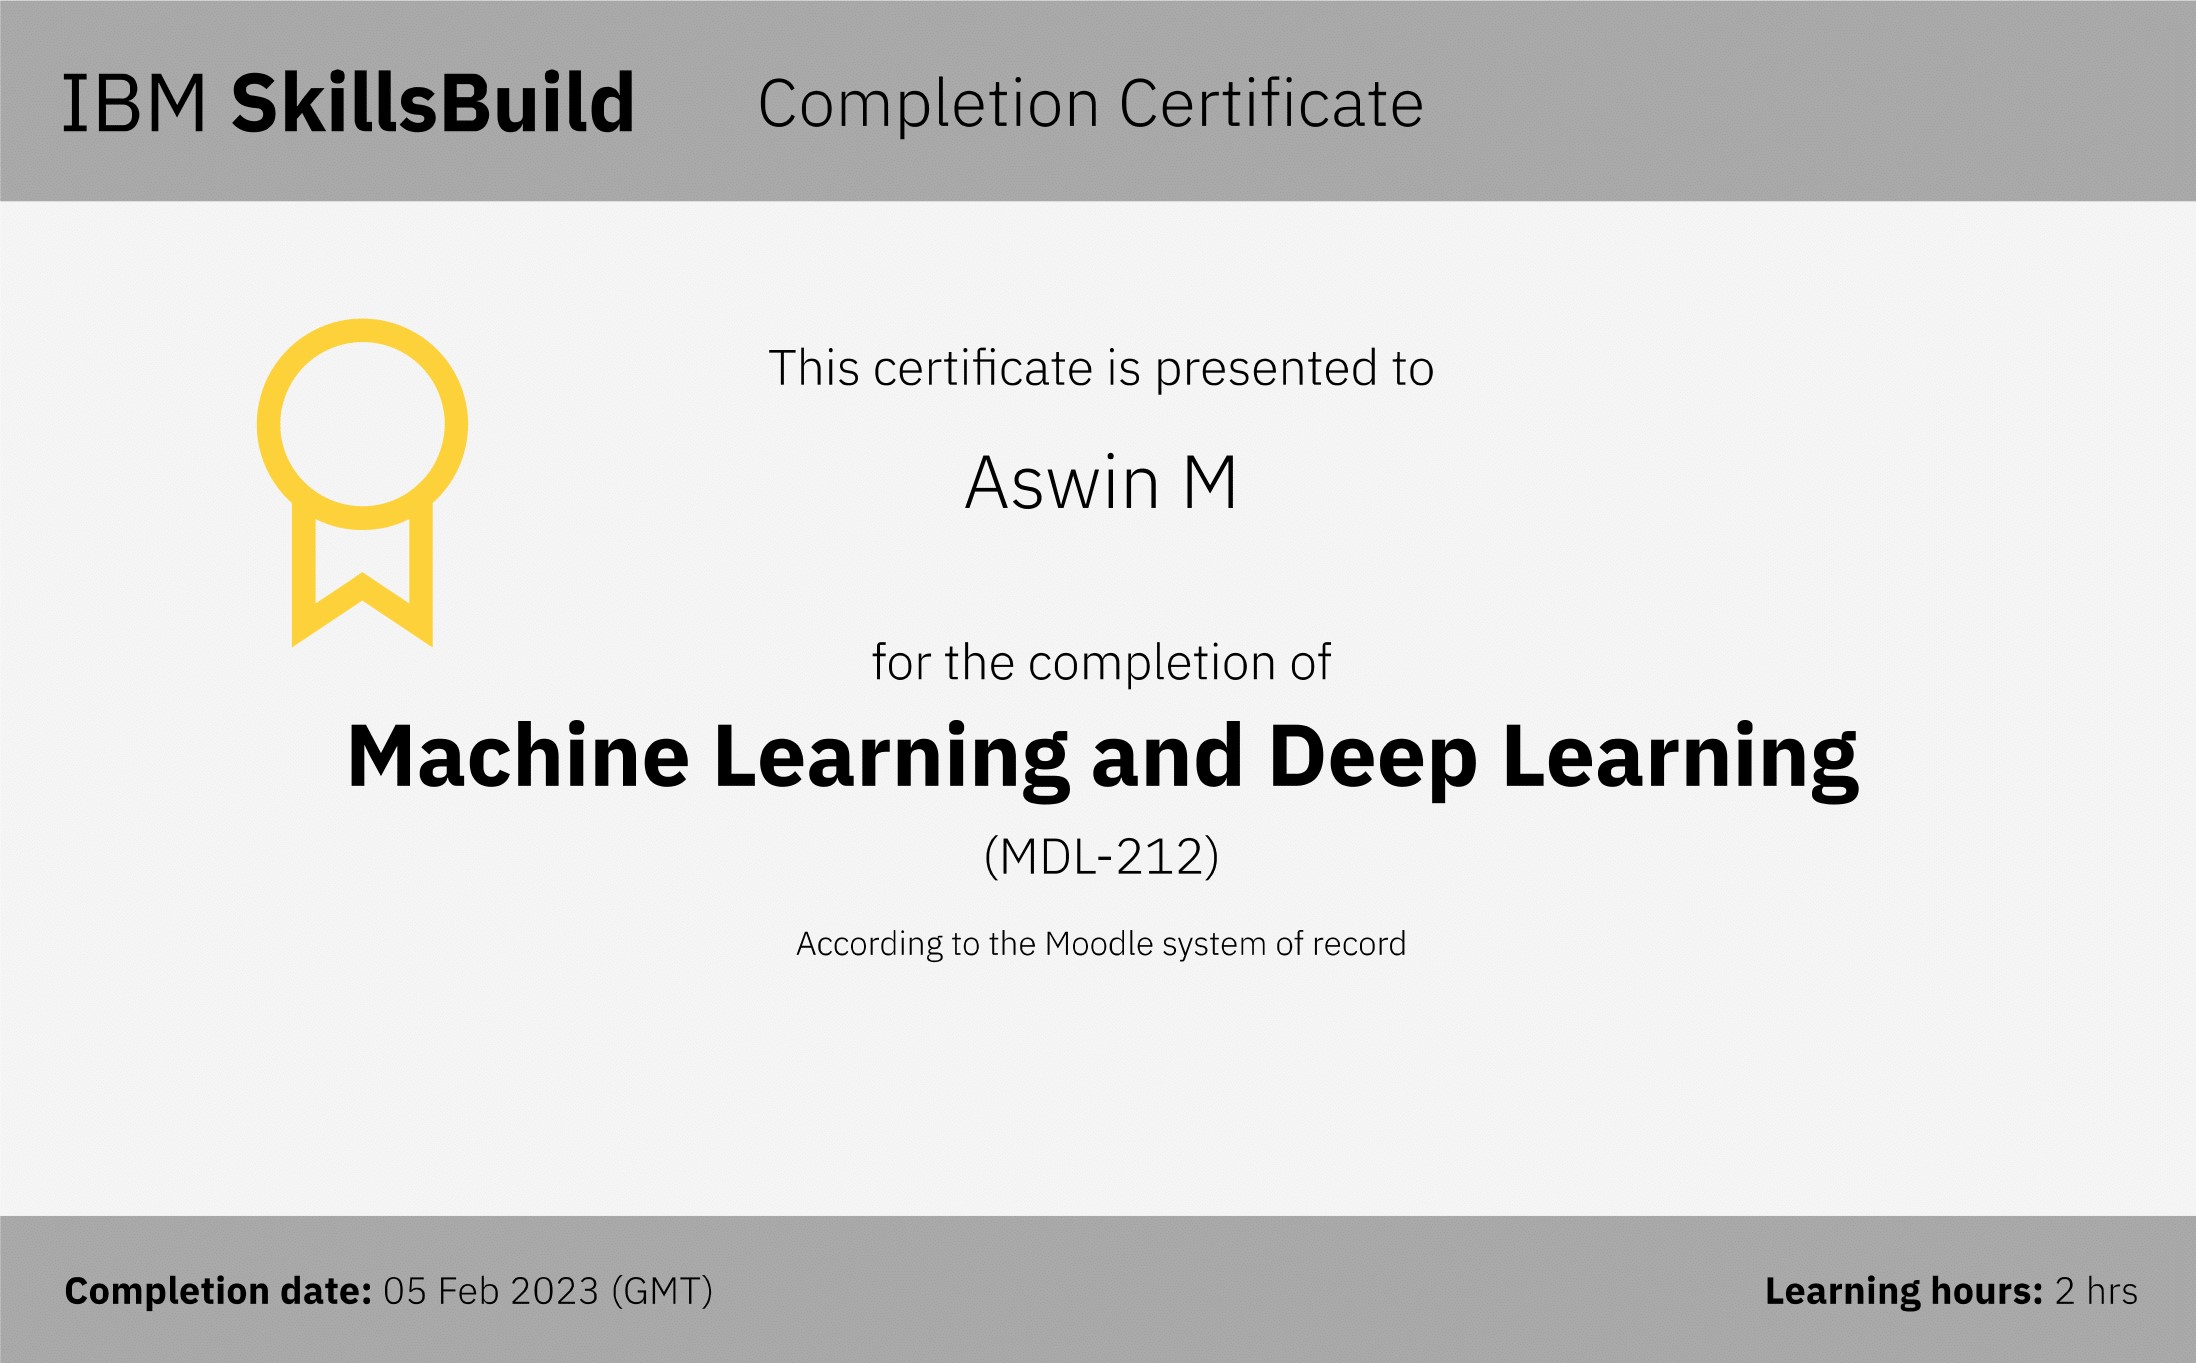 IBM SkillsBuild Completion Certificate
This certificate is presented to
Aswin M
for the completion of
Machine Learning and Deep Learning
(MDL-212)
According to the Moodle system of record
Completion date: 05 Feb 2023 (GMT)
Learning hours: 2 hrs